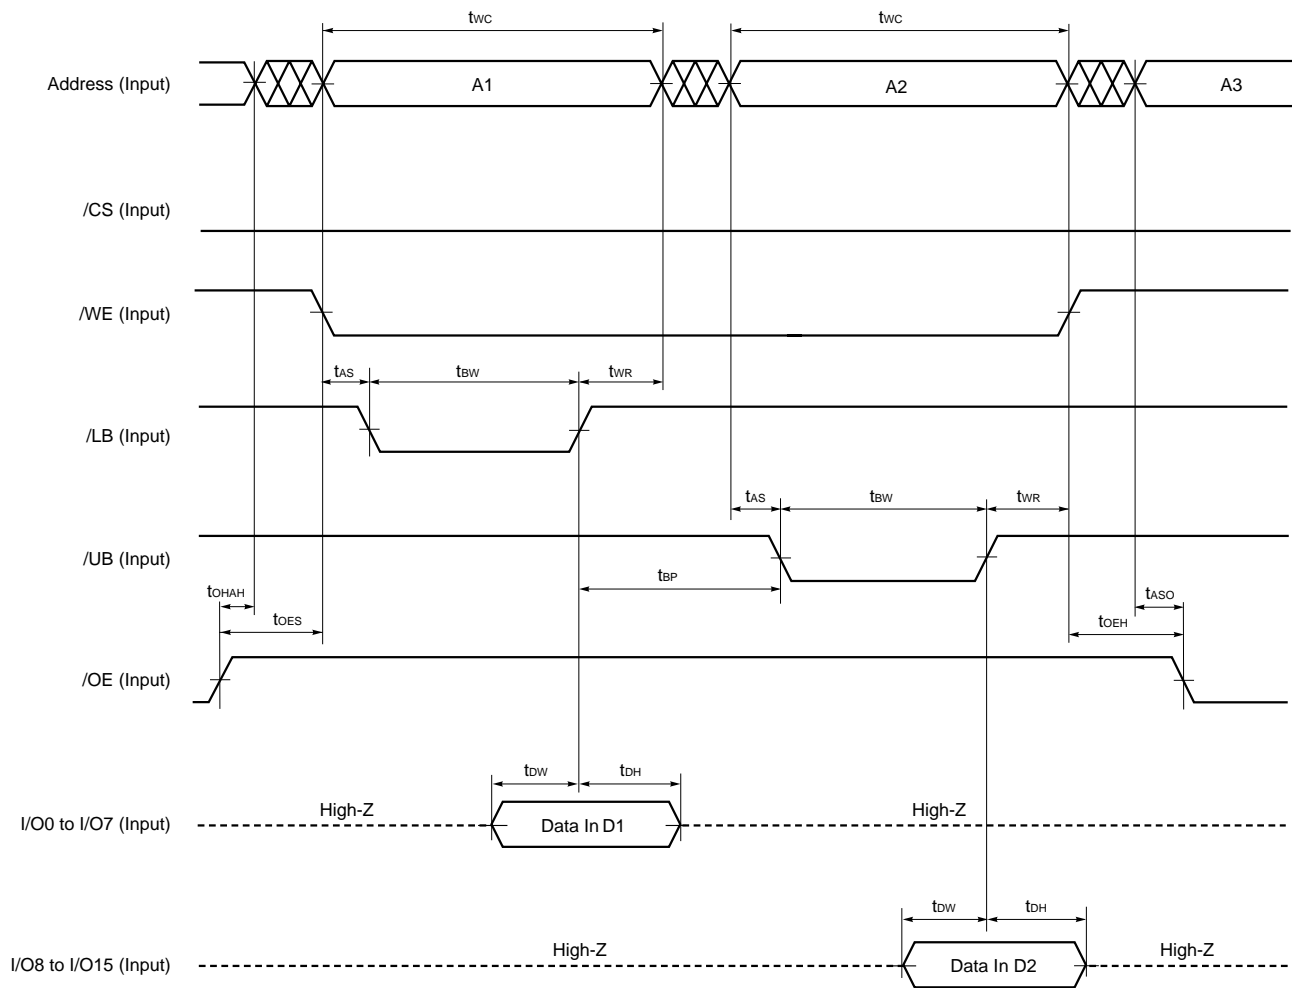 tWC tWC
Address (Input) A1 A2 A3
/CS (Input)
/WE (Input)
tAS tBW tWR
/LB (Input)
tAS tBW tWR
/UB (Input)
tBP
tOHAH tASO
tOES tOEH
/OE (Input)
tDW tDH
High-Z High-Z
I/O0 to I/O7 (Input) Data In D1
tDW tDH
High-Z High-Z
I/O8 to I/O15 (Input) Data In D2